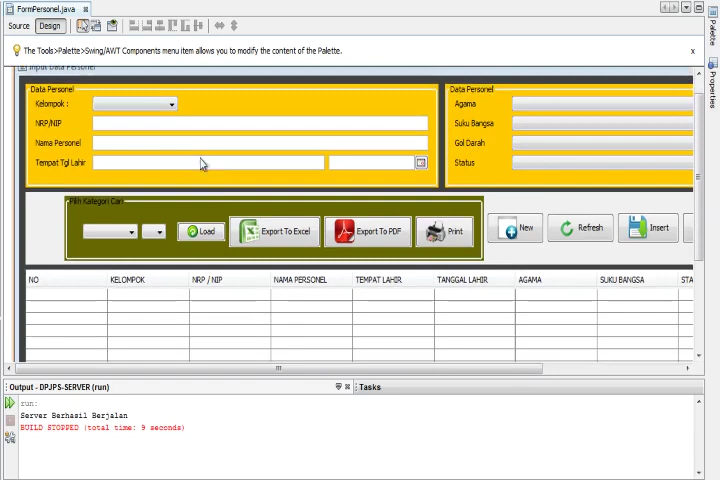 FormPersonel.java
Source Design
The Tools>Palette>Swing/AWT Components menu item allows you to modify the content of the Palette. x
Input Data Personel
Data Personel
Kelompok :
NRP/NIP
Nama Personel
Tempat Tgl Lahir
Data Personel
Agama
Suku Bangsa
Gol Darah
Status
Pilih Kategori Cari
Load Export To Excel Export To PDF Print New Refresh Insert
NO KELOMPOK NRP / NIP NAMA PERSONEL TEMPAT LAHIR TANGGAL LAHIR AGAMA SUKU BANGSA STA
Output - DPJPS-SERVER (run) Tasks
run:
Server Berhasil Berjalan
BUILD STOPPED (total time: 9 seconds)
Palette
Properties